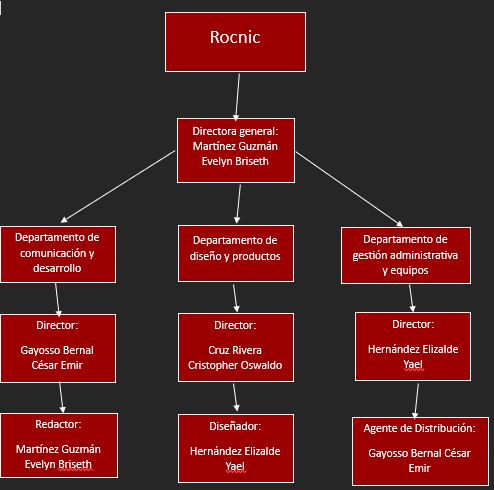 Rocnic
Directora general:
Martínez Guzmán
Evelyn Briseth
Departamento de
comunicación y
desarrollo
Departamento de
diseño y productos
Departamento de
gestión administrativa
y equipos
Director:
Gayosso Bernal
César Emir
Director:
Cruz Rivera
Cristopher Oswaldo
Director:
Hernández Elizalde
Yael
Redactor:
Martínez Guzmán
Evelyn Briseth
Diseñador:
Hernández Elizalde
Yael
Agente de Distribución:
Gayosso Bernal César
Emir